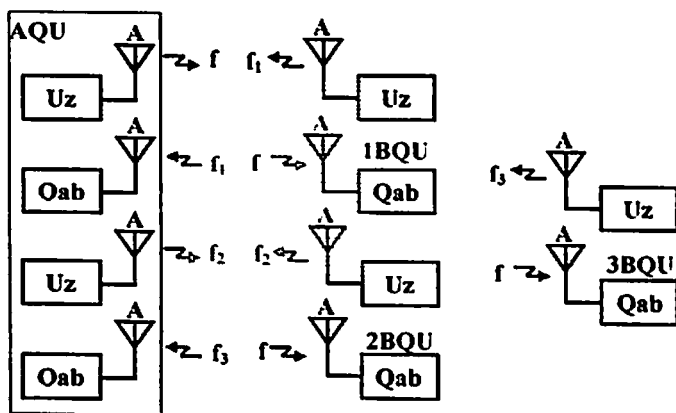 AQU A f f₁ A
Uz Uz
A f₁ f A 1BQU A
Oab Qab f₃ Uz
A f₂ f₂ A A 3BQU
Uz Uz f Qab
A f₃ f A 2BQU
Oab Qab